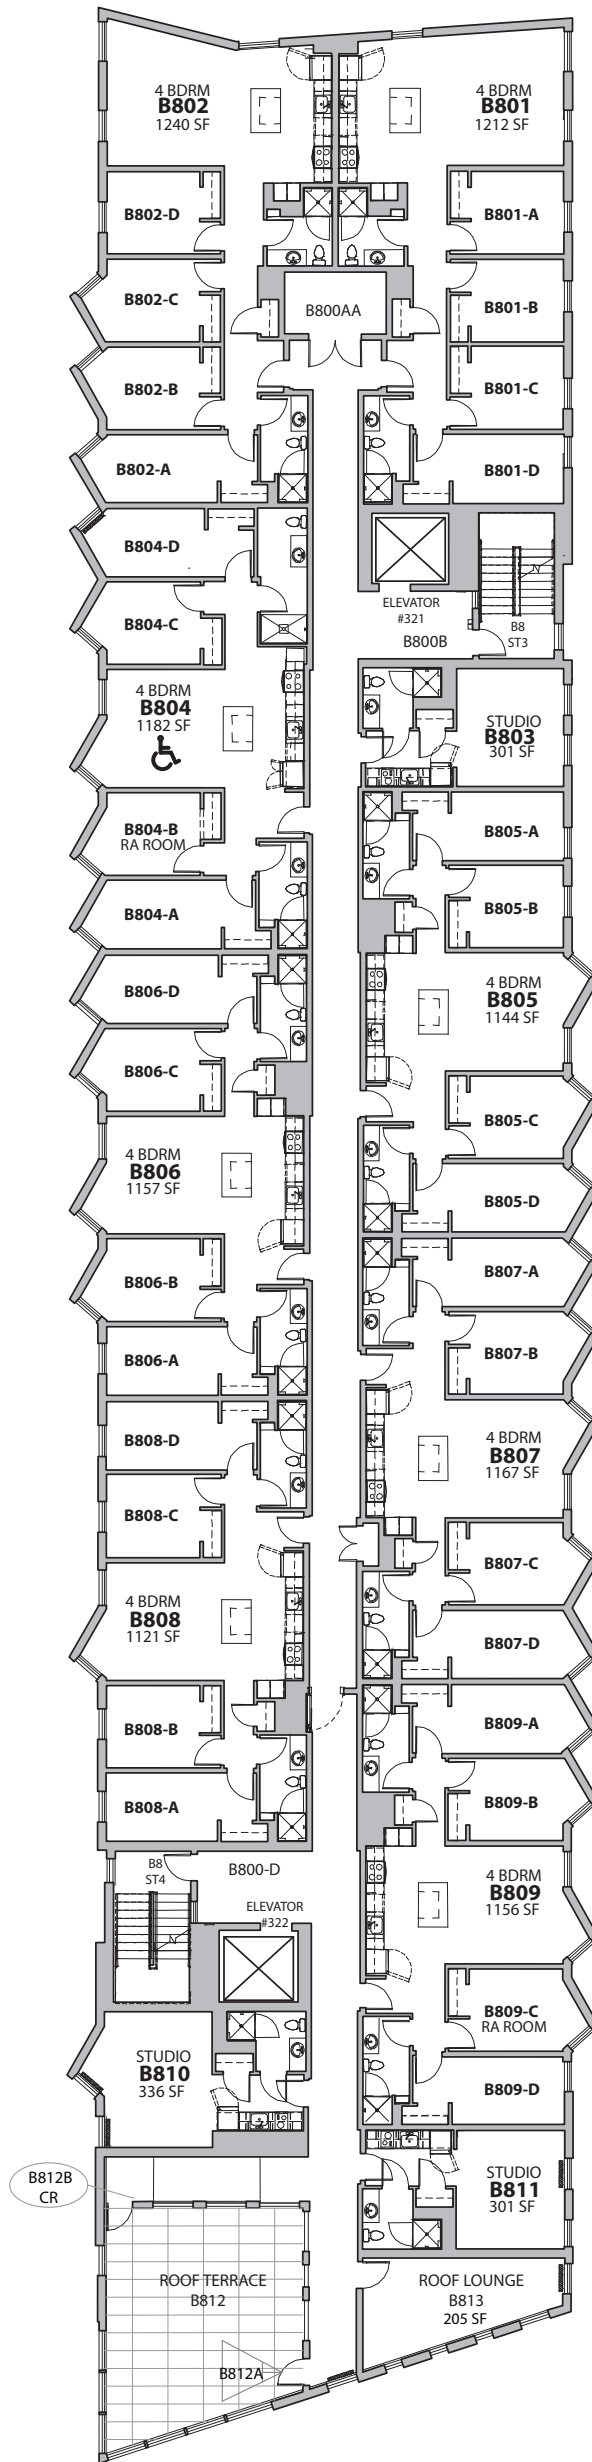 4 BDRM
B802
1240 SF
4 BDRM
B801
1212 SF
B802-D
B801-A
B802-C
B800AA
B801-B
B802-B
B801-C
B802-A
B801-D
B804-D
ELEVATOR
#321
B804-C
B800B
B8
ST3
N
4 BDRM
B804
1182 SF
STUDIO
B803
301 SF
B804-B
RA ROOM
B805-A
B804-A
B805-B
B806-D
4 BDRM
B805
1144 SF
B806-C
B805-C
4 BDRM
B806
1157 SF
B805-D
B806-B
B807-A
B806-A
B807-B
B808-D
4 BDRM
B807
1167 SF
B808-C
B807-C
4 BDRM
B808
1121 SF
B807-D
B808-B
B809-A
B808-A
B809-B
B8
ST4
B800-D
4 BDRM
B809
1156 SF
ELEVATOR
#322
N
B809-C
RA ROOM
STUDIO
B810
336 SF
B809-D
B812B
CR
STUDIO
B811
301 SF
ROOF TERRACE
B812
ROOF LOUNGE
B813
205 SF
B812A